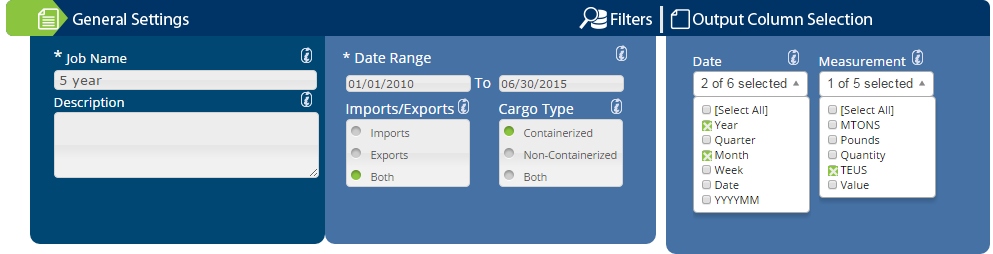 General Settings
Filters
Output Column Selection
* Job Name
5 year
Description
* Date Range
01/01/2010 To 06/30/2015
Imports/Exports
Imports
Exports
Both
Cargo Type
Containerized
Non-Containerized
Both
Date
2 of 6 selected
[Select All]
Year
Quarter
Month
Week
Date
YYYYMM
Measurement
1 of 5 selected
[Select All]
MTONS
Pounds
Quantity
TEUS
Value